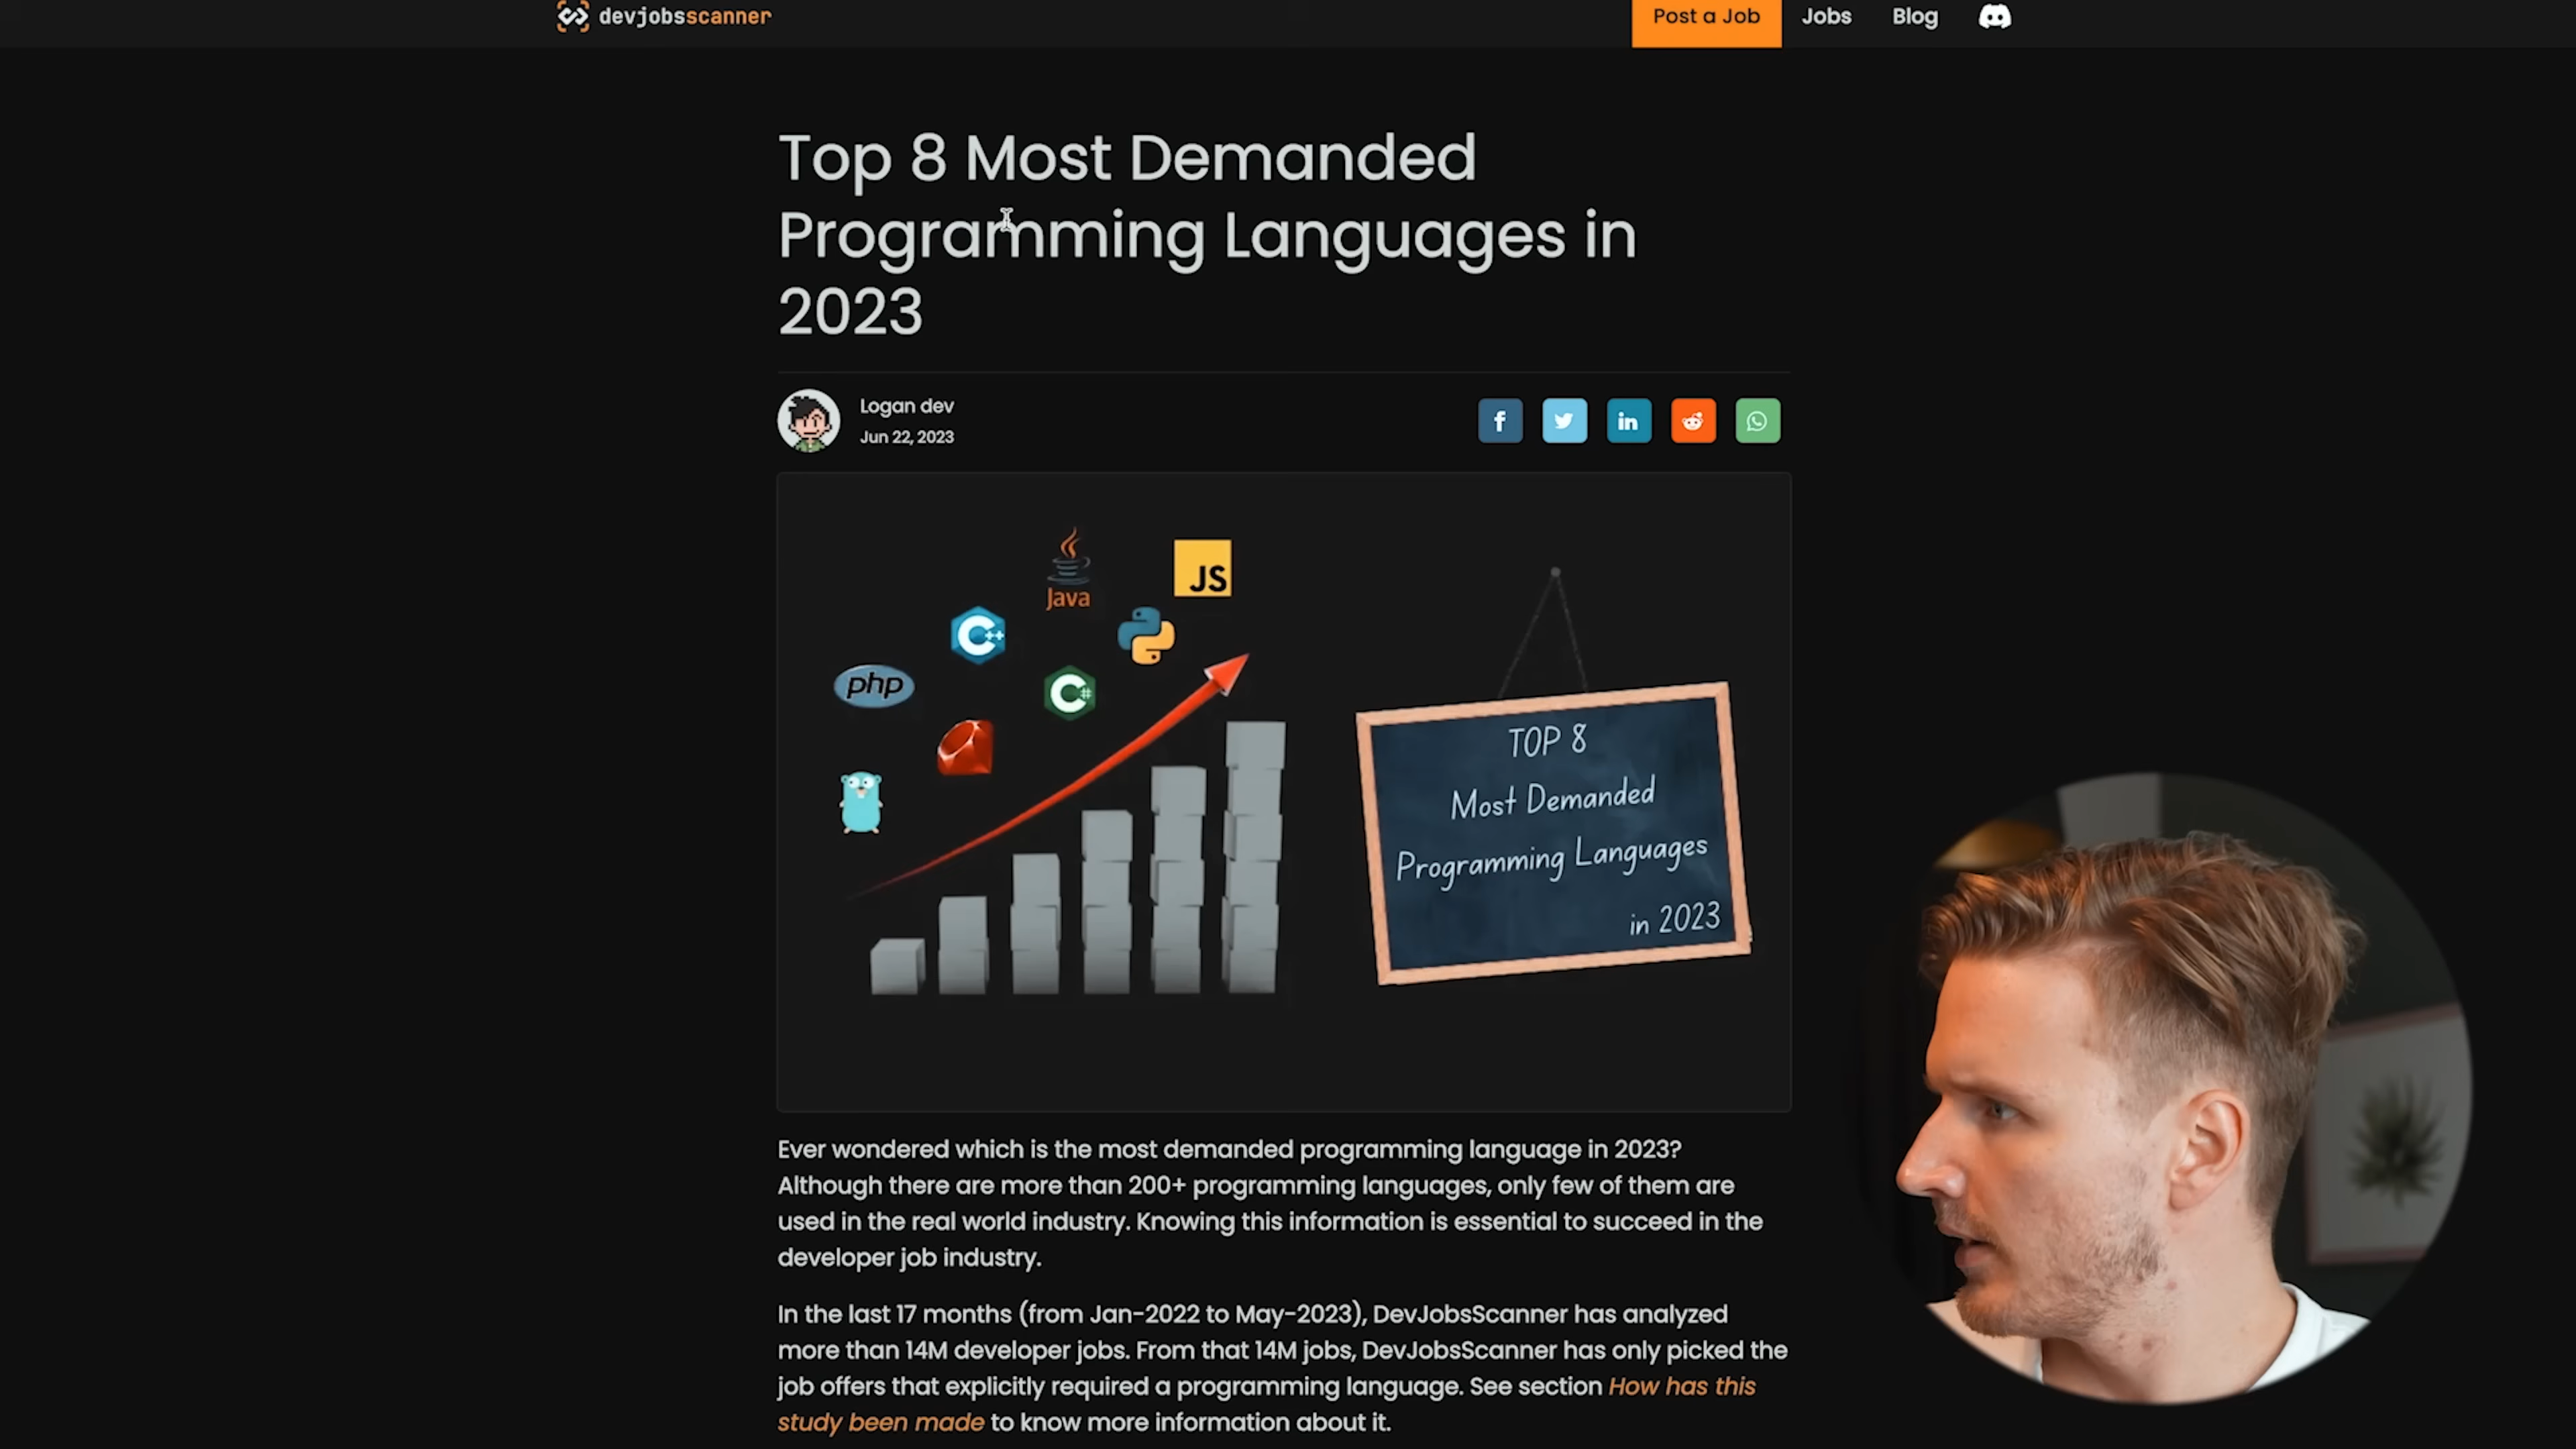 devjobsscanner
Post a Job
Jobs
Blog
Top 8 Most Demanded
Programming Languages in
2023
Logan dev
Jun 22, 2023
f
in
Java
JS
C++
php
C#
TOP 8
Most Demanded
Programming Languages
in 2023
Ever wondered which is the most demanded programming language in 2023?
Although there are more than 200+ programming languages, only few of them are
used in the real world industry. Knowing this information is essential to succeed in the
developer job industry.
In the last 17 months (from Jan-2022 to May-2023), DevJobsScanner has analyzed
more than 14M developer jobs. From that 14M jobs, DevJobsScanner has only picked the
job offers that explicitly required a programming language. See section How has this
study been made to know more information about it.